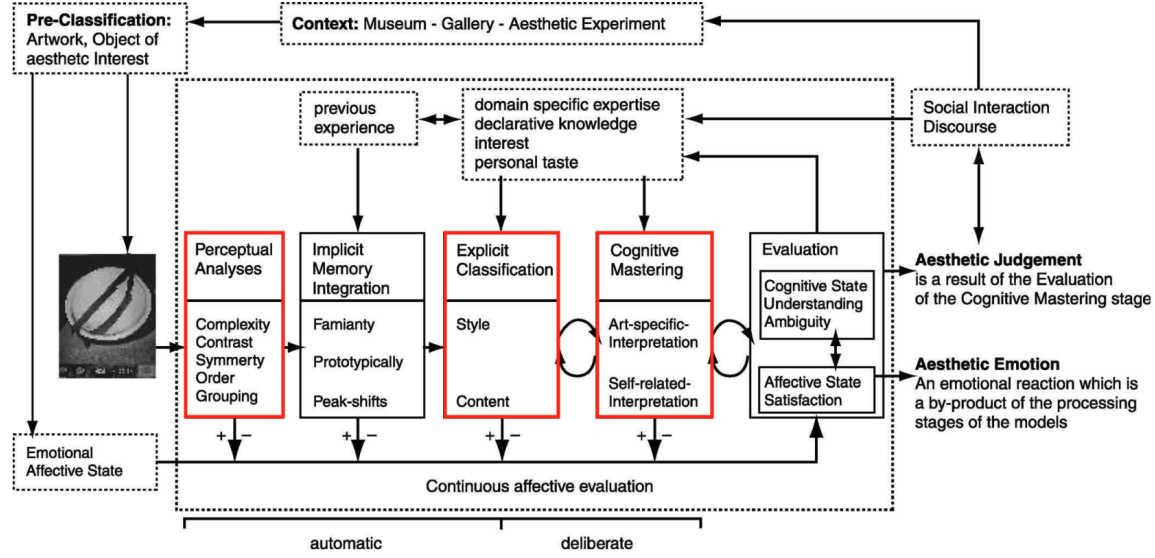 Pre-Classification:
Artwork, Object of
aesthetc Interest
Context: Museum - Gallery - Aesthetic Experiment
previous
experience
domain specific expertise
declarative knowledge
interest
personal taste
Social Interaction
Discourse
Perceptual
Analyses
Complexity
Contrast
Symmerty
Order
Grouping
Implicit
Memory
Integration
Famianty
Prototypically
Peak-shifts
Explicit
Classification
Style
Content
Cognitive
Mastering
Art-specific-
Interpretation
Self-related-
Interpretation
Evaluation
Cognitive State
Understanding
Ambiguity
Affective State
Satisfaction
Aesthetic Judgement
is a result of the Evaluation
of the Cognitive Mastering stage
Aesthetic Emotion
An emotional reaction which is
a by-product of the processing
stages of the models
+ − + − + − + −
Emotional
Affective State
Continuous affective evaluation
automatic deliberate